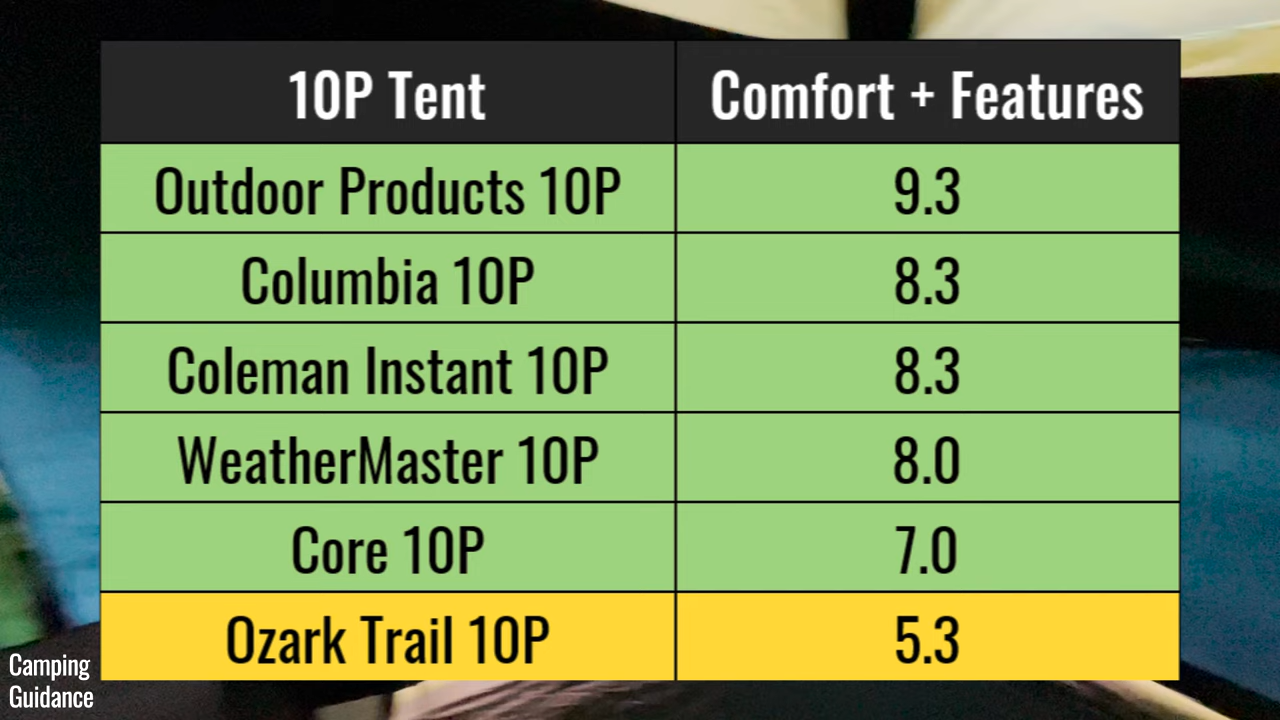 10P Tent Comfort + Features
Outdoor Products 10P 9.3
Columbia 10P 8.3
Coleman Instant 10P 8.3
WeatherMaster 10P 8.0
Core 10P 7.0
Ozark Trail 10P 5.3
Camping
Guidance